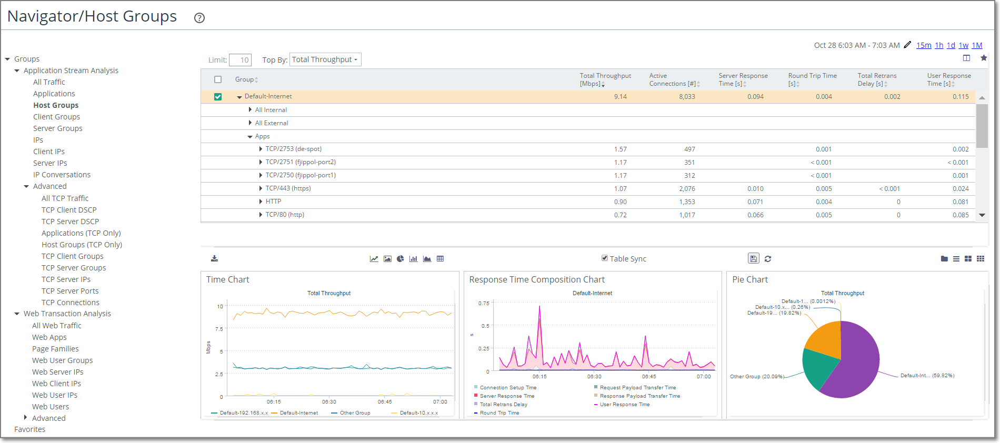 Navigator/Host Groups ?
Oct 28 6:03 AM - 7:03 AM 15m 1h 1d 1w 1M
Groups
Application Stream Analysis
All Traffic
Applications
Host Groups
Client Groups
Server Groups
IPs
Client IPs
Server IPs
IP Conversations
Advanced
All TCP Traffic
TCP Client DSCP
TCP Server DSCP
Applications (TCP Only)
Host Groups (TCP Only)
TCP Client Groups
TCP Server Groups
TCP Server IPs
TCP Server Ports
TCP Connections
Web Transaction Analysis
All Web Traffic
Web Apps
Page Families
Web User Groups
Web Server IPs
Web Client IPs
Web User IPs
Web Users
Advanced
Favorites
Limit: 10 Top By: Total Throughput
Group
Total Throughput
[Mbps]
Active
Connections [#]
Server Response
Time [s]
Round Trip Time
[s]
Total Retrans
Delay [s]
User Response
Time [s]
Default-Internet 9.14 8,033 0.094 0.004 0.002 0.115
All Internal
All External
Apps
TCP/2753 (de-spot) 1.57 497 0.001 0.002
TCP/2751 (fjippol-port2) 1.17 351 < 0.001 < 0.001
TCP/2750 (fjippol-port1) 1.17 312 < 0.001 0.001
TCP/443 (https) 1.07 2,076 0.010 0.005 < 0.001 0.024
HTTP 0.90 1,353 0.071 0.004 0 0.081
TCP/80 (http) 0.72 1,017 0.066 0.005 0 0.085
Table Sync
Time Chart
Total Throughput
10
7.5
5
2.5
0
Mbps
06:15 06:30 06:45 07:00
Default-192.168.x.x Default-Internet Other Group Default-10.x.x.x
Response Time Composition Chart
Default-Internet
0.75
0.5
0.25
0
s
06:15 06:30 06:45 07:00
Connection Setup Time Request Payload Transfer Time
Server Response Time Response Payload Transfer Time
Total Retrans Delay User Response Time
Round Trip Time
Pie Chart
Total Throughput
Default-1... (0.0012%)
Default-10.x... (0.26%)
Default-19... (19.82%)
Other Group (20.09%)
Default-Int... (59.82%)